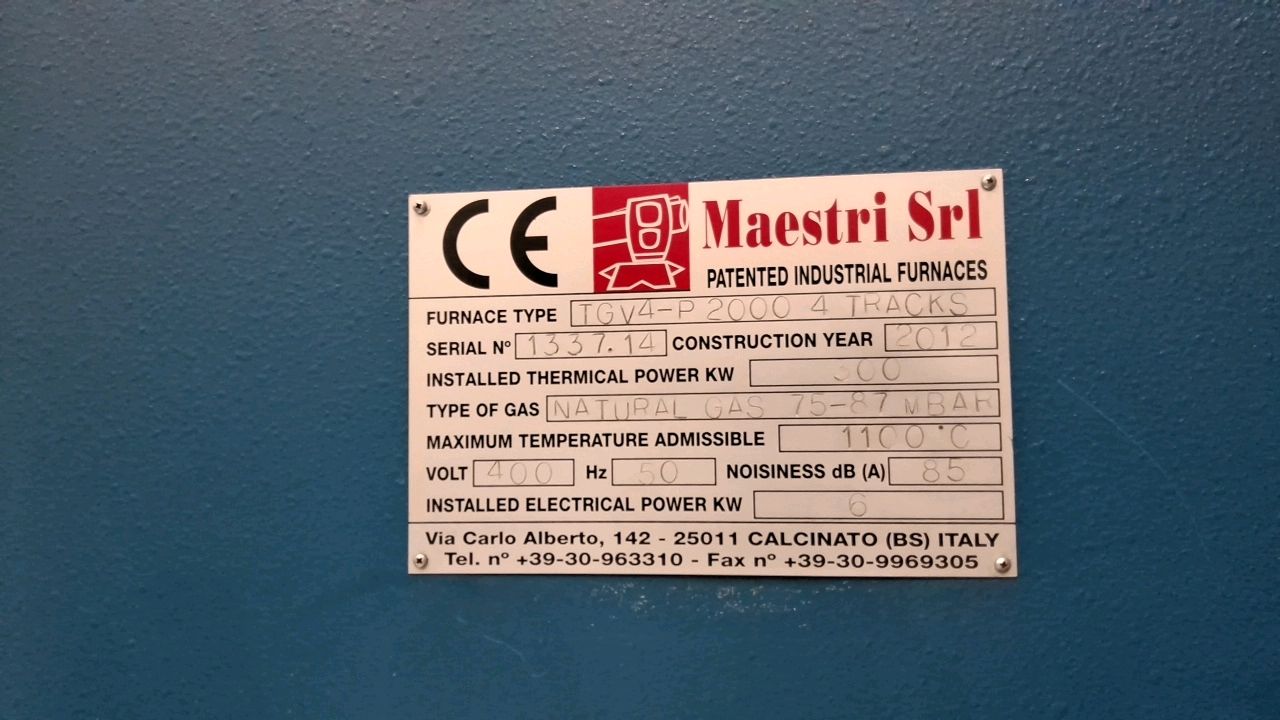 CE Maestri Srl
PATENTED INDUSTRIAL FURNACES
FURNACE TYPE TGV4-P 2000 4 TRACKS
SERIAL N° 1337.14 CONSTRUCTION YEAR 2012
INSTALLED THERMICAL POWER KW
TYPE OF GAS NATURAL GAS 75-87 mBAR
MAXIMUM TEMPERATURE ADMISSIBLE 1100°C
VOLT 400 Hz 50 NOISINESS dB (A) 85
INSTALLED ELECTRICAL POWER KW 6
Via Carlo Alberto, 142 - 25011 CALCINATO (BS) ITALY
Tel. n° +39-30-963310 - Fax n° +39-30-9969305